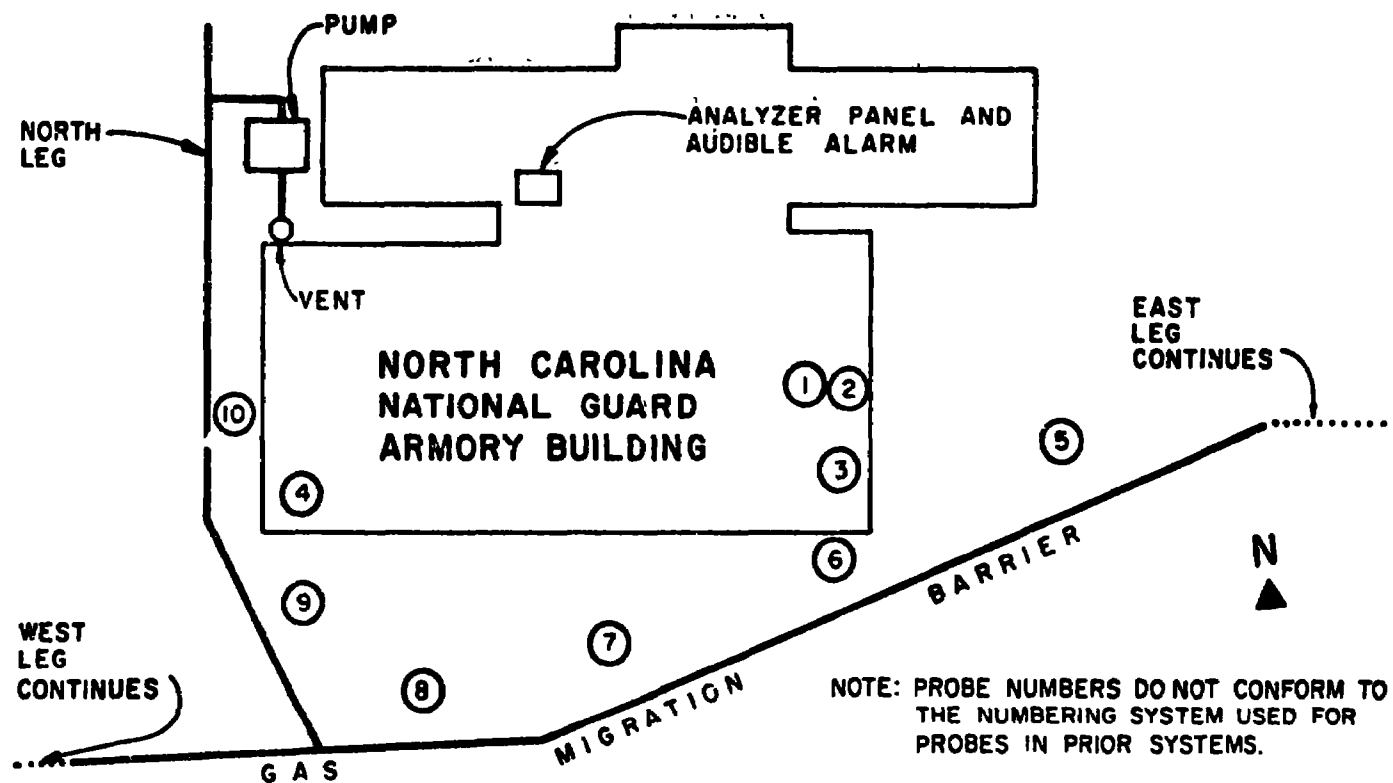 PUMP
NORTH
LEG
ANALYZER PANEL AND
AUDIBLE ALARM
VENT
NORTH CAROLINA
NATIONAL GUARD
ARMORY BUILDING
EAST
LEG
CONTINUES
1
2
3
4
5
6
7
8
9
10
N
WEST
LEG
CONTINUES
GAS MIGRATION BARRIER
NOTE: PROBE NUMBERS DO NOT CONFORM TO
THE NUMBERING SYSTEM USED FOR
PROBES IN PRIOR SYSTEMS.